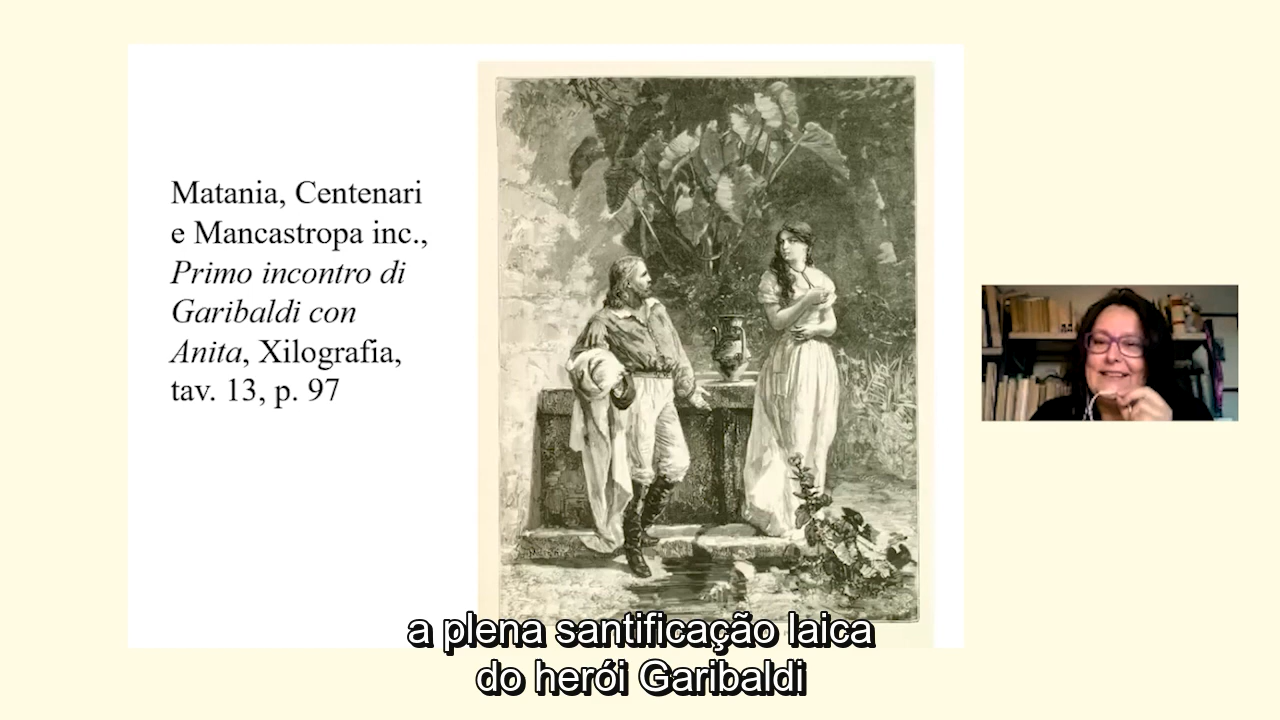 Matania, Centenari
e Mancastropa inc.,
Primo incontro di
Garibaldi con
Anita, Xilografia,
tav. 13, p. 97
a plena santificação laica
do herói Garibaldi